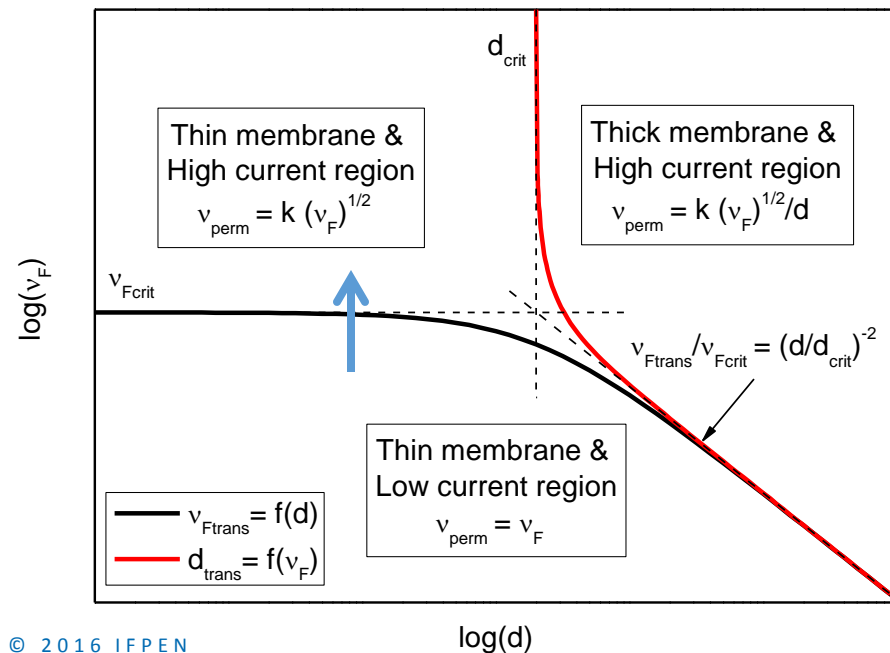 d_crit
Thin membrane &
High current region
ν_perm = k (ν_F)^1/2
Thick membrane &
High current region
ν_perm = k (ν_F)^1/2/d
ν_Fcrit
log(ν_F)
ν_Ftrans/ν_Fcrit = (d/d_crit)^-2
Thin membrane &
Low current region
ν_perm = ν_F
ν_Ftrans= f(d)
d_trans= f(ν_F)
log(d)
© 2016 IFPEN